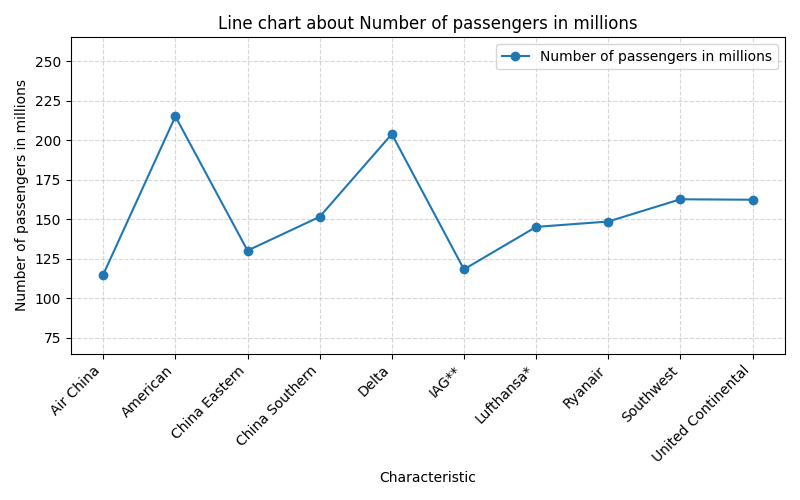 Line chart about Number of passengers in millions
Number of passengers in millions
250
225
200
175
150
125
100
75
Number of passengers in millions
Air China
American
China Eastern
China Southern
Delta
IAG**
Lufthansa*
Ryanair
Southwest
United Continental
Characteristic